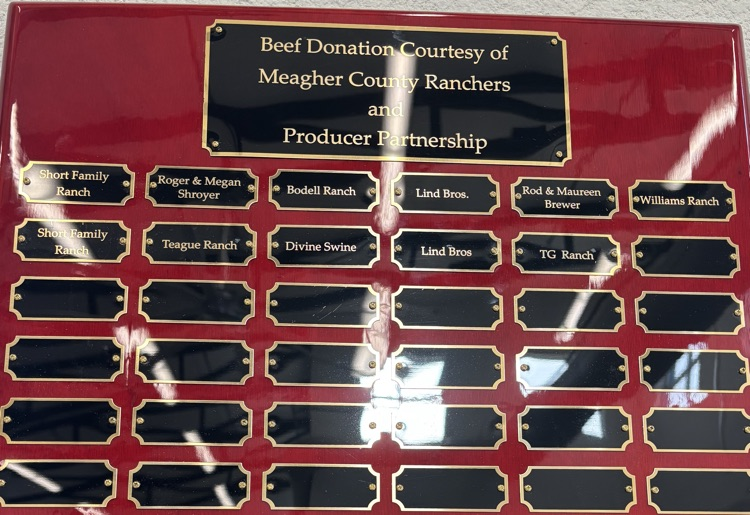 Beef Donation Courtesy of
Meagher County Ranchers
and
Producer Partnership
Short Family
Ranch
Roger & Megan
Shroyer
Bodell Ranch
Lind Bros.
Rod & Maureen
Brewer
Williams Ranch
Short Family
Ranch
Teague Ranch
Divine Swine
Lind Bros
TG Ranch